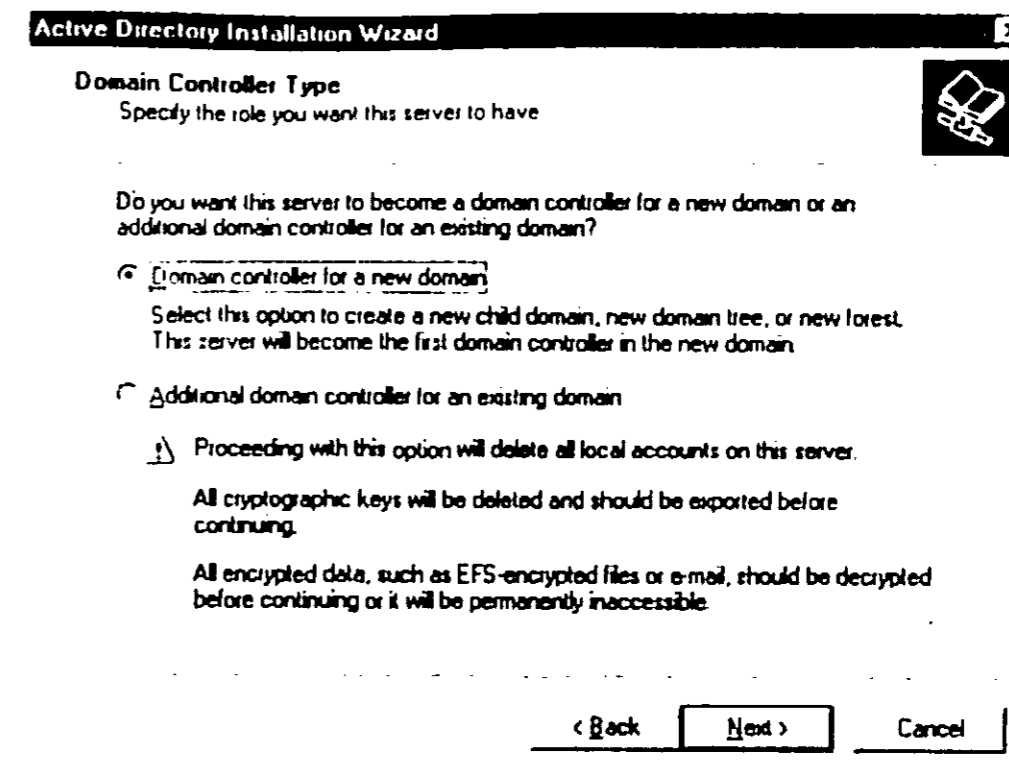 Active Directory Installation Wizard
Domain Controller Type
Specify the role you want this server to have
Do you want this server to become a domain controller for a new domain or an
additional domain controller for an existing domain?
Domain controller for a new domain
Select this option to create a new child domain, new domain tree, or new forest.
This server will become the first domain controller in the new domain
Additional domain controller for an existing domain
Proceeding with this option will delete all local accounts on this server.
All cryptographic keys will be deleted and should be exported before
continuing.
All encrypted data, such as EFS-encrypted files or e-mail, should be decrypted
before continuing or it will be permanently inaccessible.
< Back
Next >
Cancel